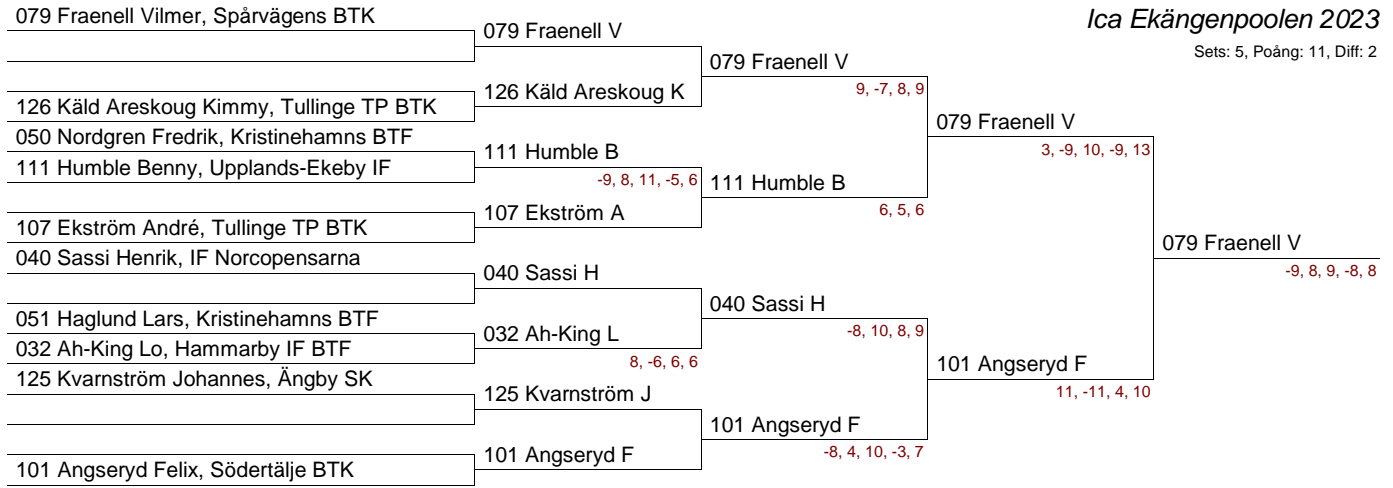 079 Fraenell Vilmer, Spårvägens BTK
Ica Ekängenpoolen 2023
079 Fraenell V
Sets: 5, Poång: 11, Diff: 2
079 Fraenell V
9, -7, 8, 9
126 Käld Areskoug K
126 Käld Areskoug Kimmy, Tullinge TP BTK
079 Fraenell V
050 Nordgren Fredrik, Kristinehamns BTF
3, -9, 10, -9, 13
111 Humble B
111 Humble Benny, Upplands-Ekeby IF
-9, 8, 11, -5, 6
111 Humble B
6, 5, 6
107 Ekström A
107 Ekström André, Tullinge TP BTK
079 Fraenell V
-9, 8, 9, -8, 8
040 Sassi Henrik, IF Norcopensarna
040 Sassi H
040 Sassi H
-8, 10, 8, 9
051 Haglund Lars, Kristinehamns BTF
032 Ah-King L
032 Ah-King Lo, Hammarby IF BTF
8, -6, 6, 6
101 Angseryd F
11, -11, 4, 10
125 Kvarnström Johannes, Ängby SK
125 Kvarnström J
101 Angseryd F
-8, 4, 10, -3, 7
101 Angseryd F
101 Angseryd Felix, Södertälje BTK